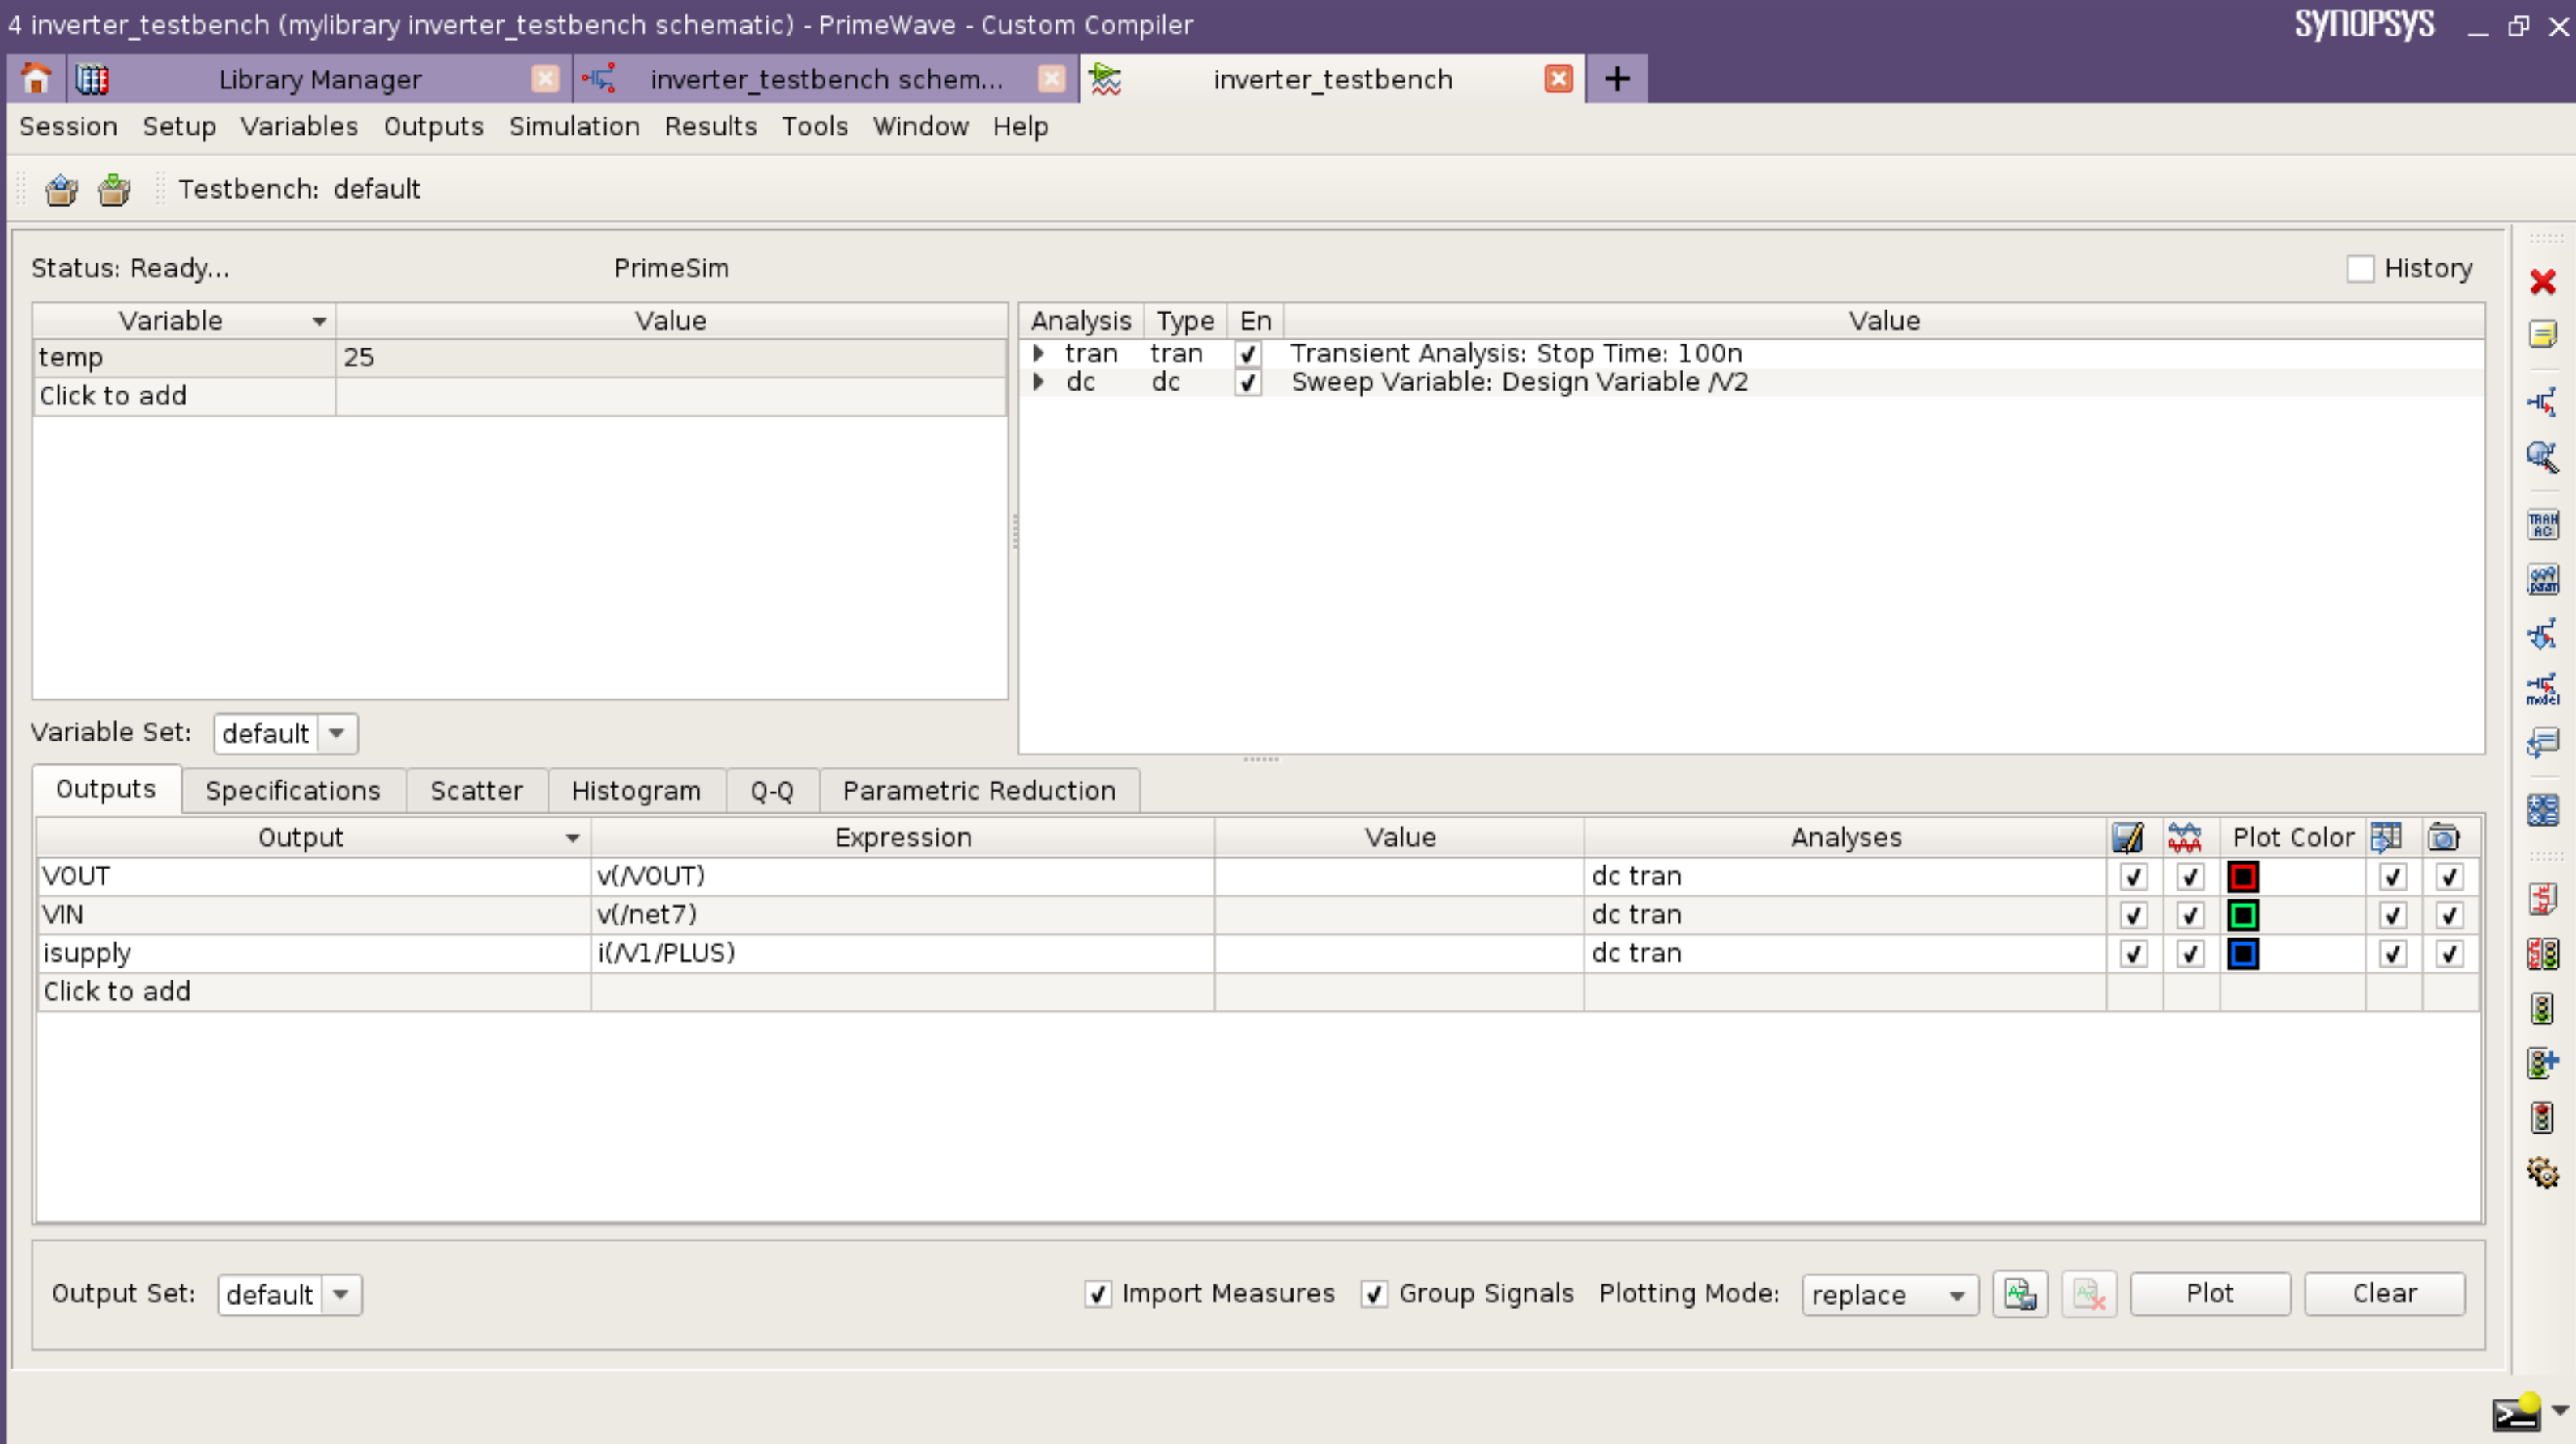 4 inverter_testbench (mylibrary inverter_testbench schematic) - PrimeWave - Custom Compiler
SYNOPSYS
Library Manager
inverter_testbench schem...
inverter_testbench
Session Setup Variables Outputs Simulation Results Tools Window Help
Testbench: default
Status: Ready...
PrimeSim
History
Variable Value
temp 25
Click to add
Variable Set: default
Analysis Type En Value
tran tran Transient Analysis: Stop Time: 100n
dc dc Sweep Variable: Design Variable /V2
TRAN
AC
param
model
Outputs Specifications Scatter Histogram Q-Q Parametric Reduction
Output Expression Value Analyses Plot Color
VOUT v(/VOUT) dc tran
VIN v(/net7) dc tran
isupply i(/V1/PLUS) dc tran
Click to add
Output Set: default
Import Measures Group Signals Plotting Mode: replace Plot Clear